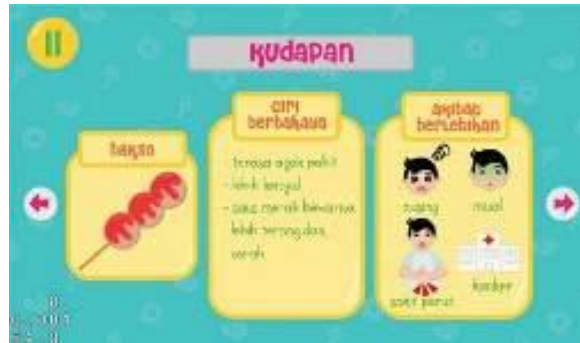 kudapan
bakso
ciri
berbahaya
terasa agak pahit
- lebih kenyal
- saus merah biwarna
lebih terang dan
cerah
akibat
berlebihan
pusing
mual
sakit perut
kanker